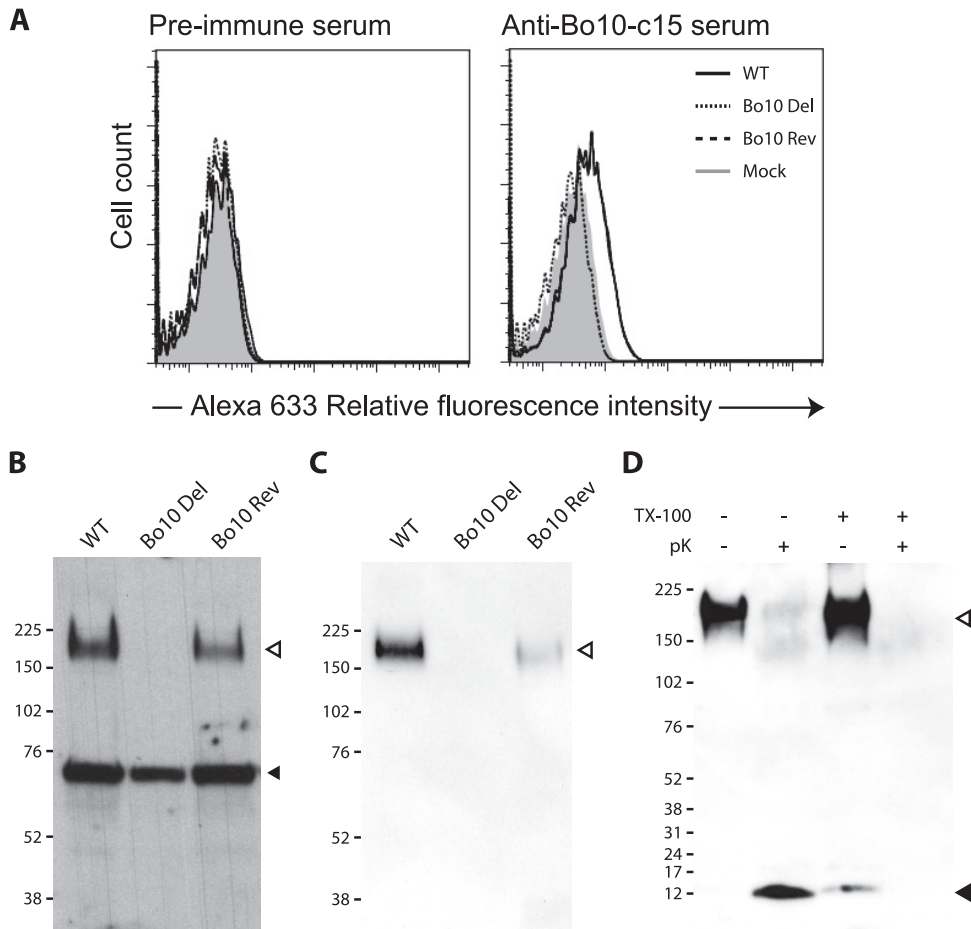 A
Pre-immune serum
Anti-Bo10-c15 serum
WT
Bo10 Del
Bo10 Rev
Mock
Cell count
Alexa 633 Relative fluorescence intensity
B
WT
Bo10 Del
Bo10 Rev
225
150
102
76
52
38
C
WT
Bo10 Del
Bo10 Rev
225
150
102
76
52
38
D
TX-100 - - + +
pK - + - +
225
150
102
76
52
38
31
24
17
12